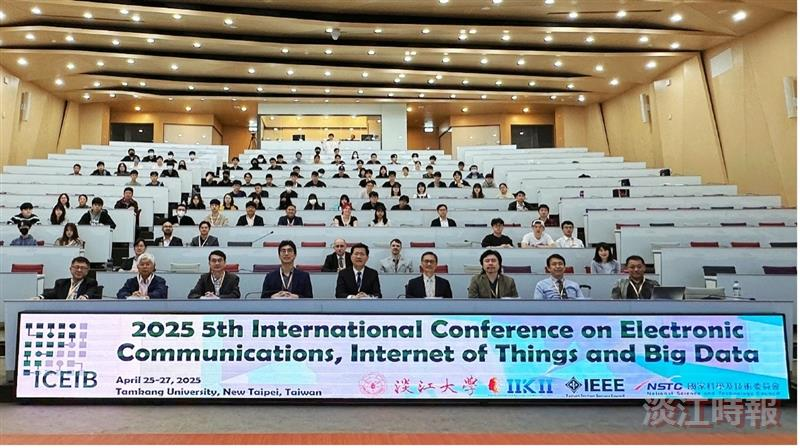 2025 5th International Conference on Electronic
Communications, Internet of Things and Big Data
ICEIB
April 25-27, 2025
Tambang University, New Taipei, Taiwan
淡江大學
IIKII
IEEE
NSTC 國家科學及技術委員會
National Science and Technology Council
淡江時報